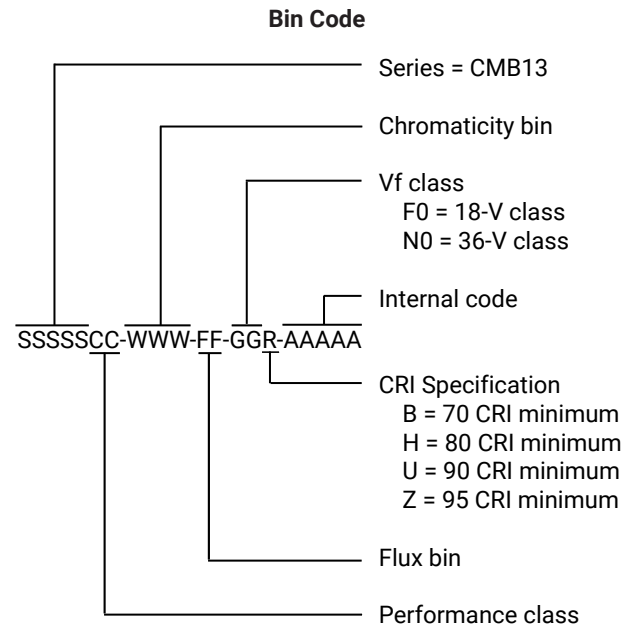 Bin Code
Series = CMB13
Chromaticity bin
Vf class
F0 = 18-V class
N0 = 36-V class
Internal code
SSSSSCC-WWW-FF-GGR-AAAAA
CRI Specification
B = 70 CRI minimum
H = 80 CRI minimum
U = 90 CRI minimum
Z = 95 CRI minimum
Flux bin
Performance class